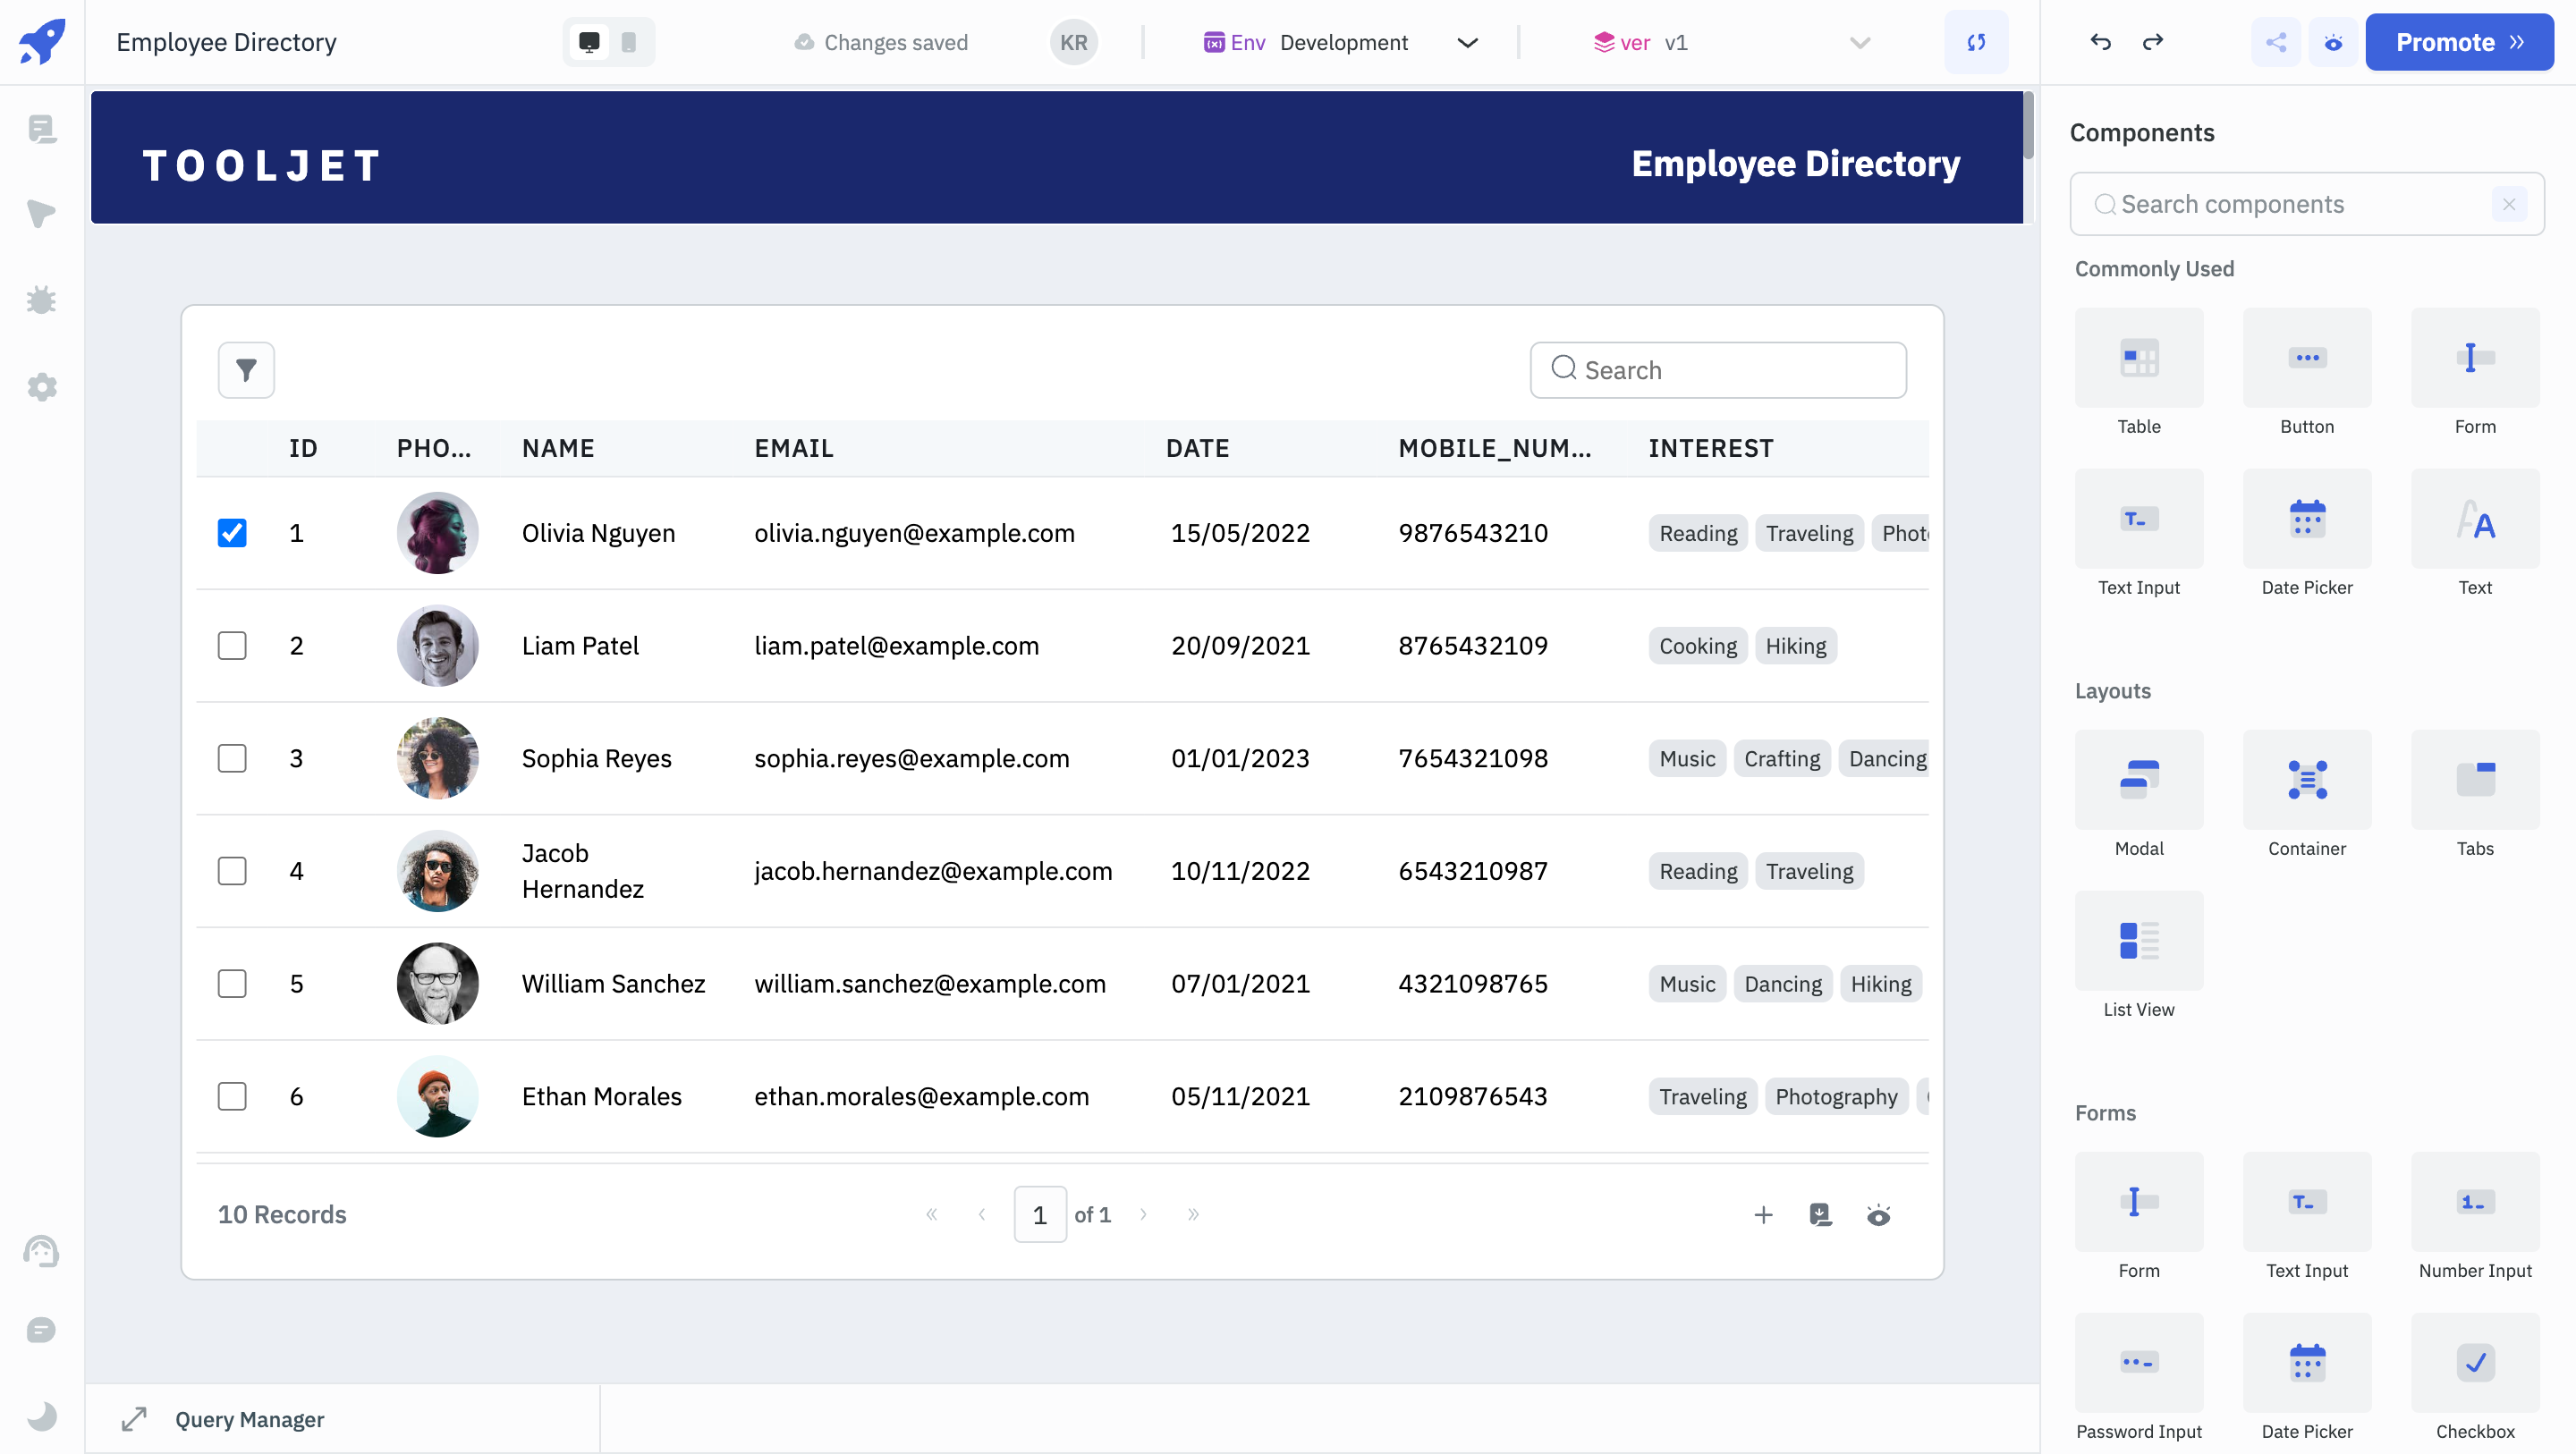 Employee Directory
Changes saved
KR
Env Development
ver v1
Promote
TOOLJET
Employee Directory
Search
ID PHO... NAME EMAIL DATE MOBILE_NUM... INTEREST
1 Olivia Nguyen olivia.nguyen@example.com 15/05/2022 9876543210 Reading Traveling
2 Liam Patel liam.patel@example.com 20/09/2021 8765432109 Cooking Hiking
3 Sophia Reyes sophia.reyes@example.com 01/01/2023 7654321098 Music Crafting Dancing
4 Jacob Hernandez jacob.hernandez@example.com 10/11/2022 6543210987 Reading Traveling
5 William Sanchez william.sanchez@example.com 07/01/2021 4321098765 Music Dancing Hiking
6 Ethan Morales ethan.morales@example.com 05/11/2021 2109876543 Traveling Photography
10 Records
1 of 1
Query Manager
Components
Search components
Commonly Used
Table Button Form
Text Input Date Picker Text
Layouts
Modal Container Tabs
List View
Forms
Form Text Input Number Input
Password Input Date Picker Checkbox